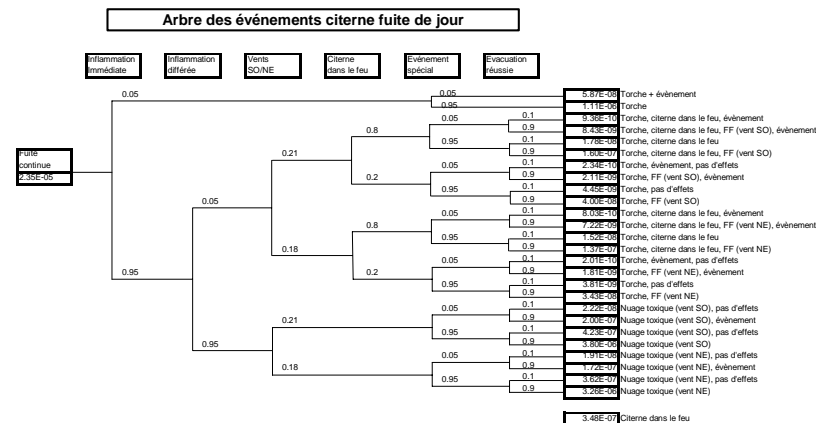 Arbre des événements citerne fuite de jour
Inflammation Immédiate
Inflammation différée
Vents SO/NE
Citerne dans le feu
Evénement spécial
Evacuation réussie
Fuite continue
2.35E-05
0.05
0.05
5.87E-08 Torche + évènement
0.95
1.11E-06 Torche
0.1
9.36E-10 Torche, citerne dans le feu, évènement
0.05
0.9
8.43E-09 Torche, citerne dans le feu, FF (vent SO), évènement
0.8
0.1
1.78E-08 Torche, citerne dans le feu
0.95
0.9
1.60E-07 Torche, citerne dans le feu, FF (vent SO)
0.21
0.1
2.34E-10 Torche, évènement, pas d'effets
0.05
0.9
2.11E-09 Torche, FF (vent SO), évènement
0.2
0.1
4.45E-09 Torche, pas d'effets
0.95
0.9
4.00E-08 Torche, FF (vent SO)
0.05
0.1
8.03E-10 Torche, citerne dans le feu, évènement
0.05
0.9
7.22E-09 Torche, citerne dans le feu, FF (vent NE), évènement
0.8
0.1
1.52E-08 Torche, citerne dans le feu
0.95
0.9
1.37E-07 Torche, citerne dans le feu, FF (vent NE)
0.18
0.1
2.01E-10 Torche, évènement, pas d'effets
0.05
0.9
1.81E-09 Torche, FF (vent NE), évènement
0.2
0.1
3.81E-09 Torche, pas d'effets
0.95
0.9
3.43E-08 Torche, FF (vent NE)
0.95
0.1
2.22E-08 Nuage toxique (vent SO), pas d'effets
0.05
0.9
2.00E-07 Nuage toxique (vent SO), évènement
0.21
0.1
4.23E-07 Nuage toxique (vent SO), pas d'effets
0.95
0.9
3.80E-06 Nuage toxique (vent SO)
0.95
0.1
1.91E-08 Nuage toxique (vent NE), pas d'effets
0.05
0.9
1.72E-07 Nuage toxique (vent NE), évènement
0.18
0.1
3.62E-07 Nuage toxique (vent NE), pas d'effets
0.95
0.9
3.26E-06 Nuage toxique (vent NE)
3.48E-07 Citerne dans le feu